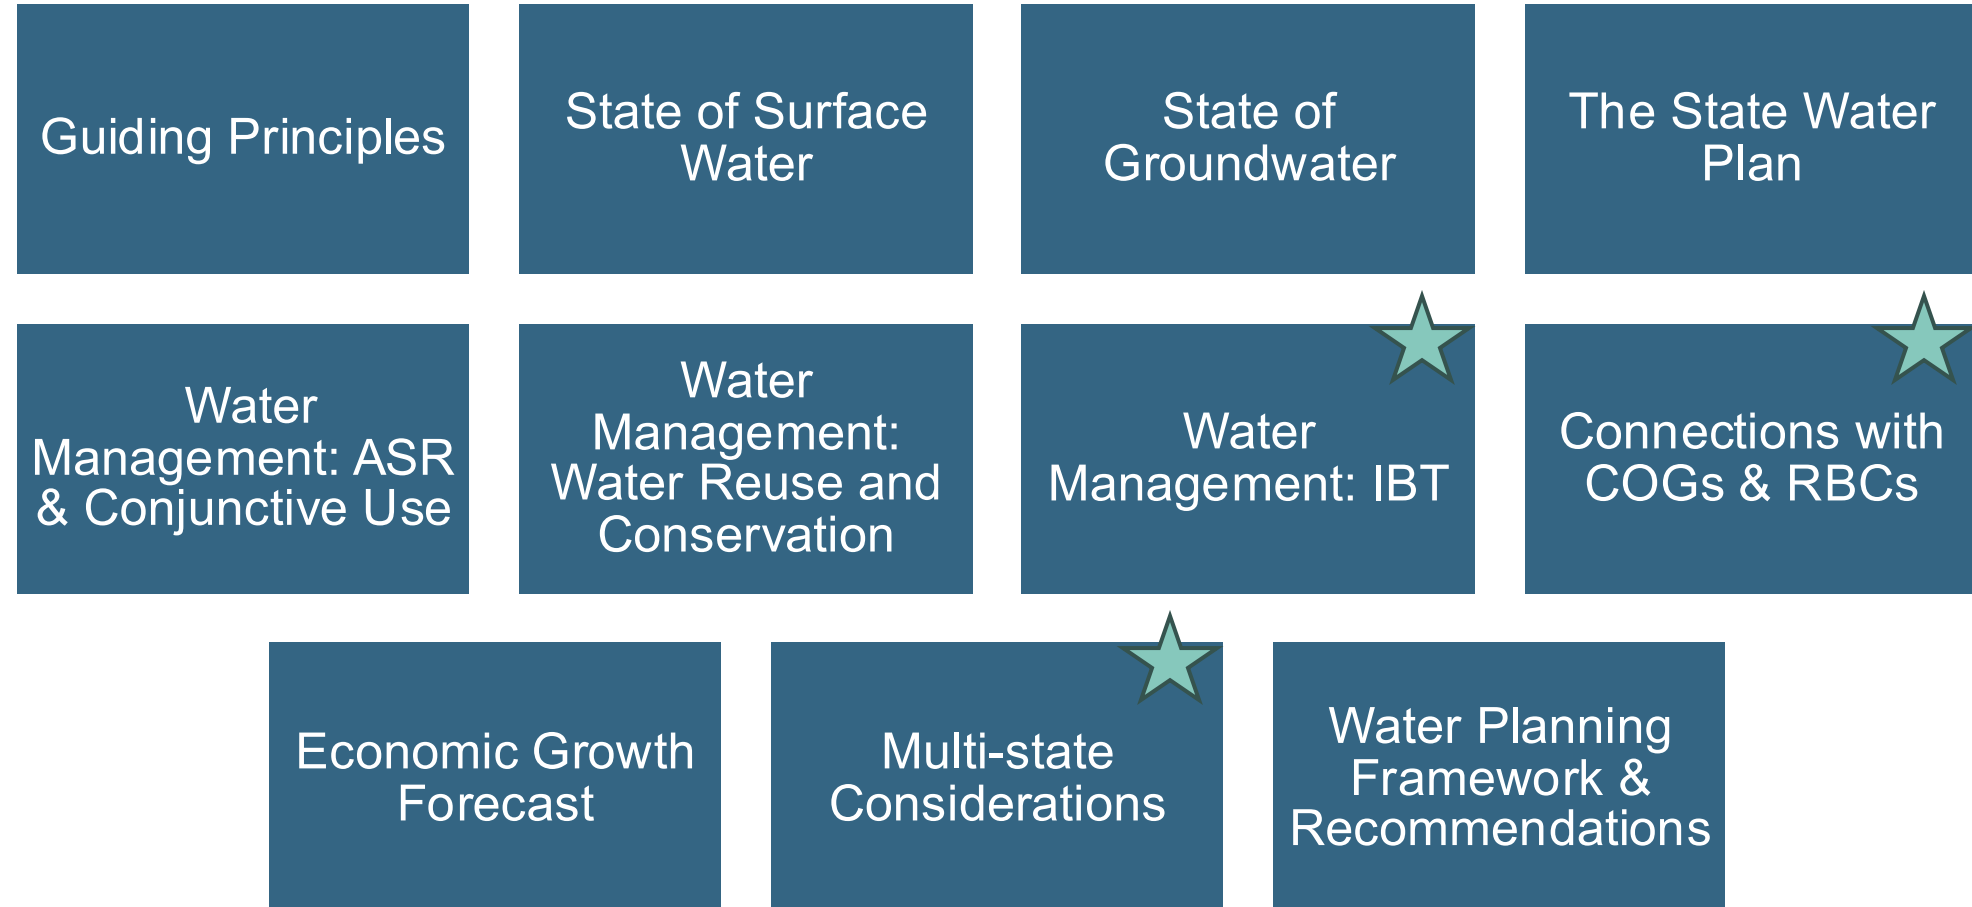 Guiding Principles
State of Surface
Water
State of
Groundwater
The State Water
Plan
Water
Management: ASR
& Conjunctive Use
Water
Management:
Water Reuse and
Conservation
Water
Management: IBT
Connections with
COGs & RBCs
Economic Growth
Forecast
Multi-state
Considerations
Water Planning
Framework &
Recommendations